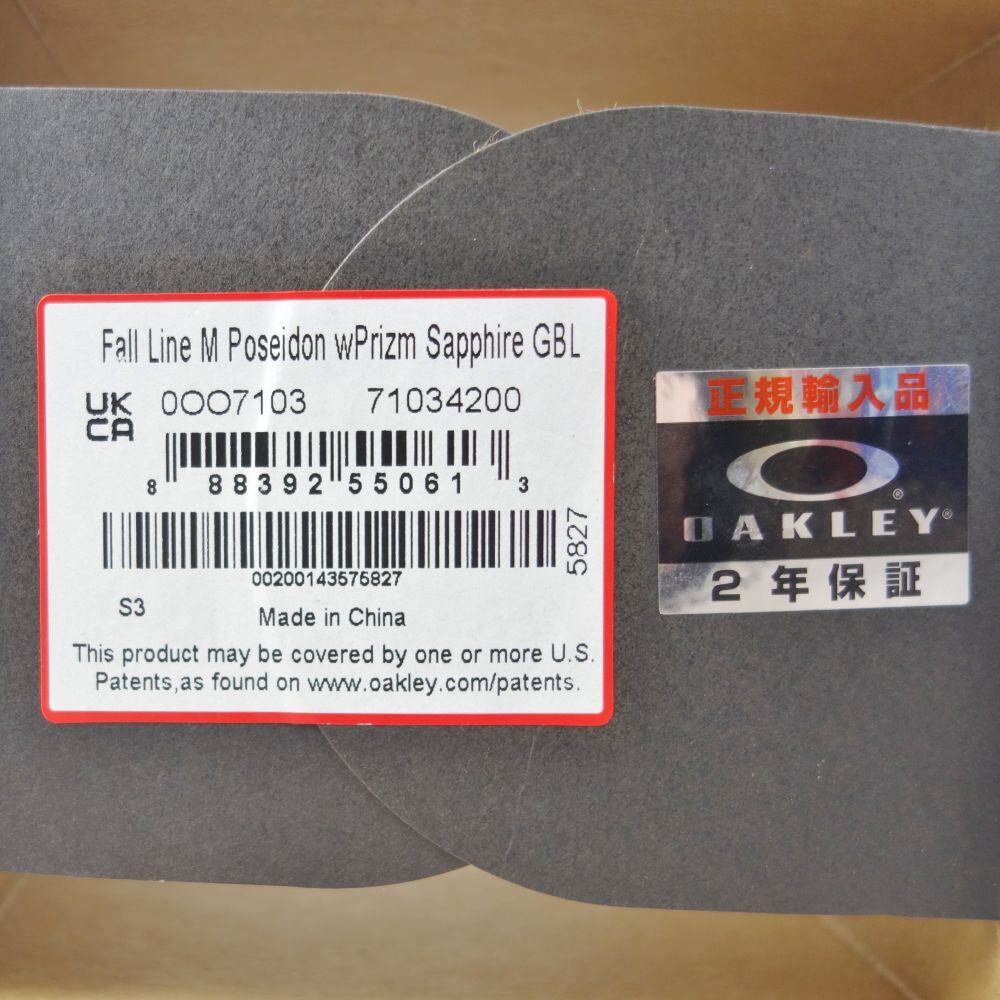 Fall Line M Poseidon wPrizm Sapphire GBL
UK
CA
0OO7103 71034200
8 88392 55061 3
00200143575827
5827
S3
Made in China
This product may be covered by one or more U.S.
Patents,as found on www.oakley.com/patents.
正規輸入品
®
OAKLEY®
2年保証